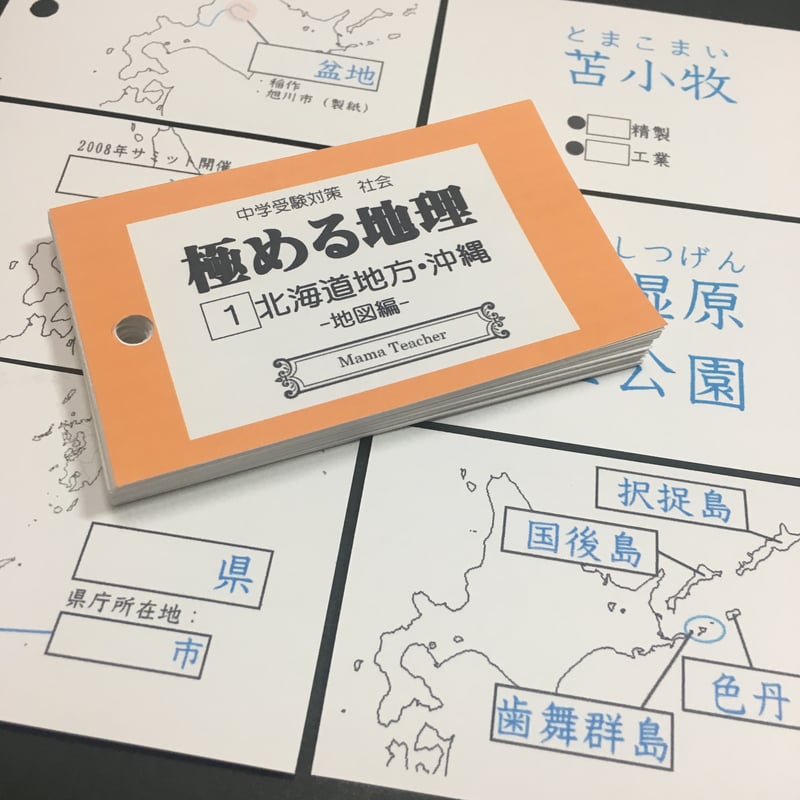 盆地
：稲作
：旭川市（製紙）
とまこまい
苫小牧
精製
工業
2008年サミット開催
中学受験対策　社会
極める地理
1 北海道地方・沖縄
-地図編-
Mama Teacher
しつげん
湿原
公園
県
県庁所在地：
市
択捉島
国後島
色丹
歯舞群島